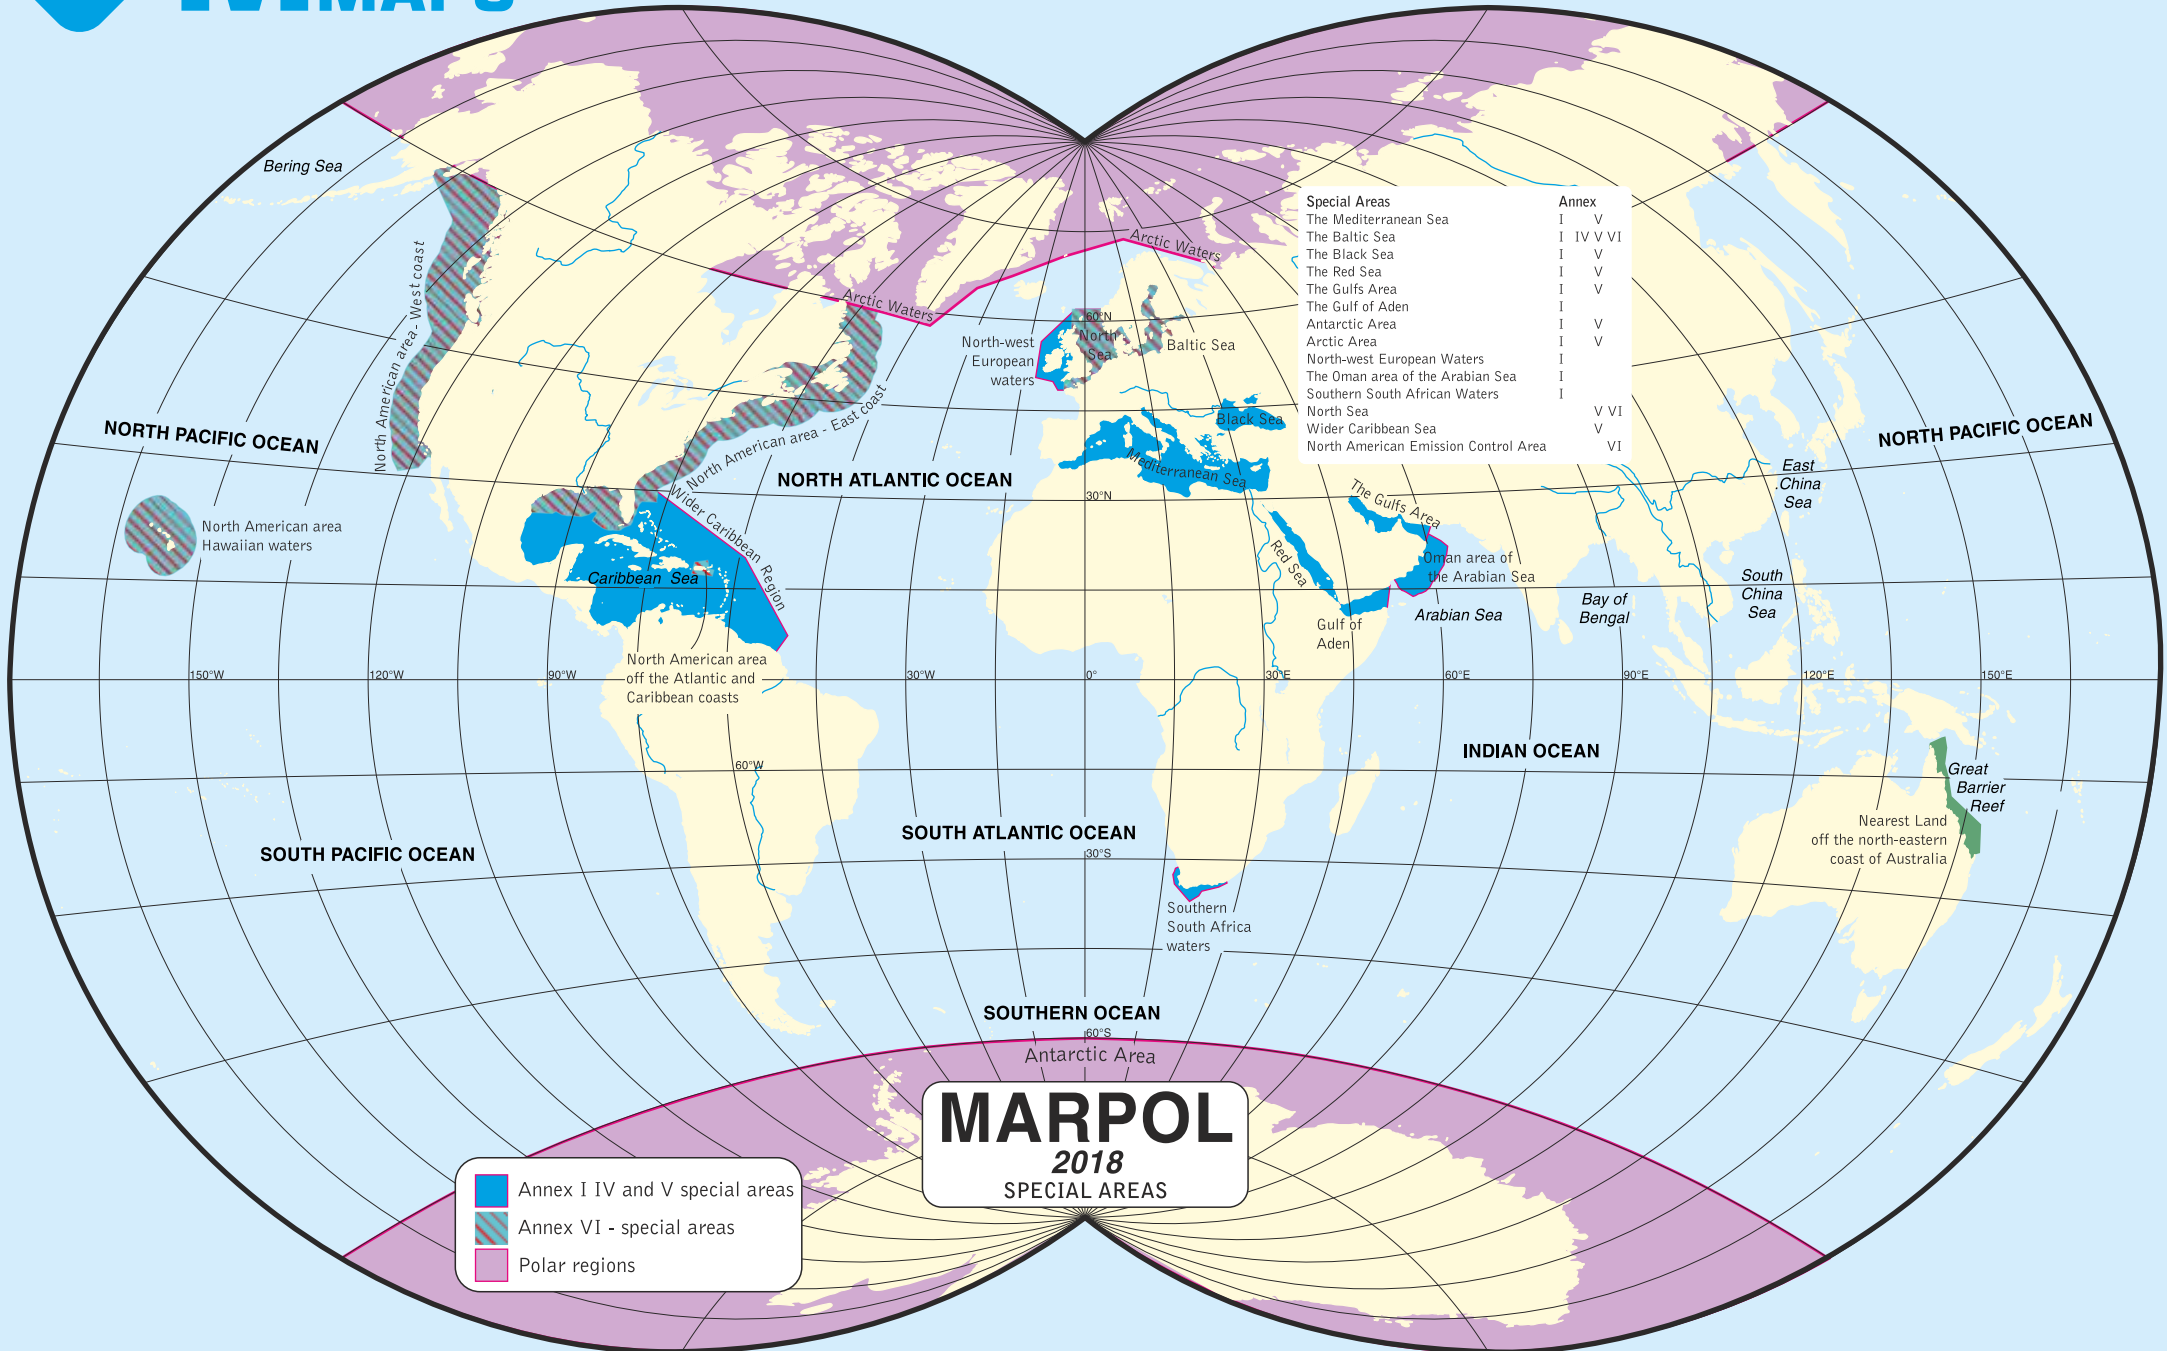 Bering Sea
North American area - West coast
NORTH PACIFIC OCEAN
North American area
Hawaiian waters
Arctic Waters
Arctic Waters
North-west
European
waters
60°N
North
Sea
Baltic Sea
Black Sea
Mediterranean Sea
North American area - East coast
NORTH ATLANTIC OCEAN
30°N
Wider Caribbean Region
Caribbean Sea
North American area
off the Atlantic and
Caribbean coasts
The Gulfs Area
Red Sea
Oman area of
the Arabian Sea
Gulf of
Aden
Arabian Sea
Bay of
Bengal
South
China
Sea
East
China
Sea
NORTH PACIFIC OCEAN
Special Areas Annex
The Mediterranean Sea I V
The Baltic Sea I IV V VI
The Black Sea I V
The Red Sea I V
The Gulfs Area I V
The Gulf of Aden I
Antarctic Area I V
Arctic Area I V
North-west European Waters I
The Oman area of the Arabian Sea I
Southern South African Waters I
North Sea V VI
Wider Caribbean Sea V
North American Emission Control Area VI
150°W 120°W 90°W 30°W 0° 30°E 60°E 90°E 120°E 150°E
60°W
INDIAN OCEAN
Great
Barrier
Reef
Nearest Land
off the north-eastern
coast of Australia
SOUTH PACIFIC OCEAN
SOUTH ATLANTIC OCEAN
30°S
Southern
South Africa
waters
SOUTHERN OCEAN
60°S
Antarctic Area
MARPOL
2018
SPECIAL AREAS
Annex I IV and V special areas
Annex VI - special areas
Polar regions